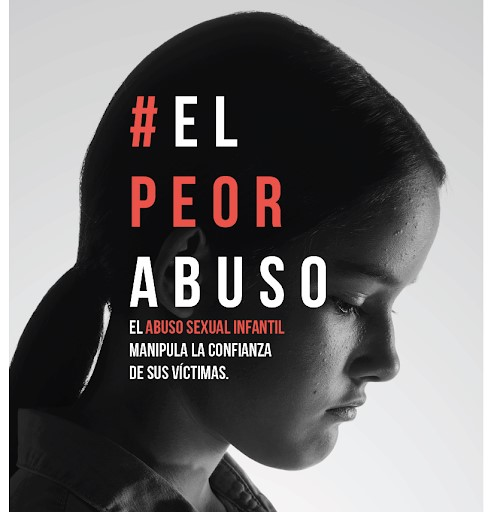 #EL
PEOR
ABUSO
EL ABUSO SEXUAL INFANTIL
MANIPULA LA CONFIANZA
DE SUS VÍCTIMAS.